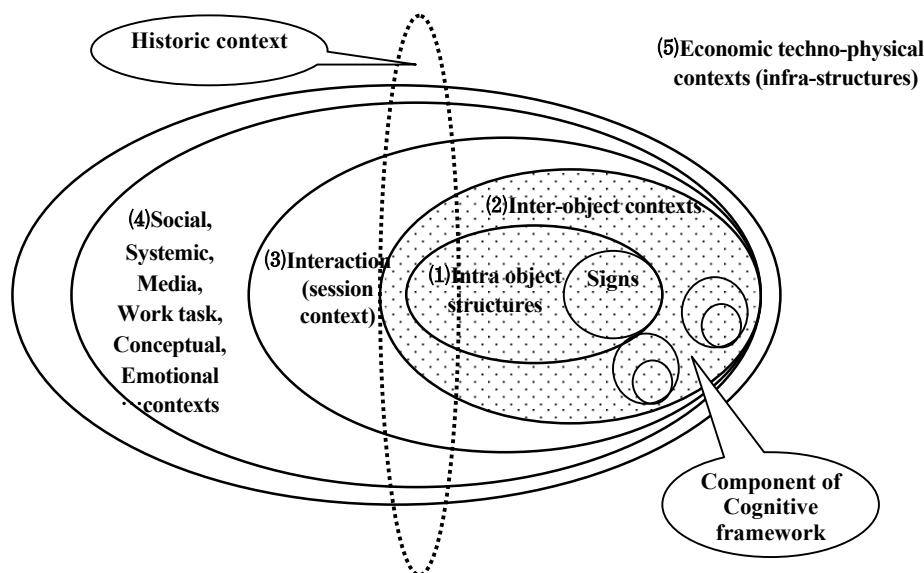 Historic context
⑸Economic techno-physical
contexts (infra-structures)
⑷Social,
Systemic,
Media,
Work task,
Conceptual,
Emotional
…contexts
⑶Interaction
(session
context)
⑵Inter-object contexts
⑴Intra object
structures
Signs
Component of
Cognitive
framework